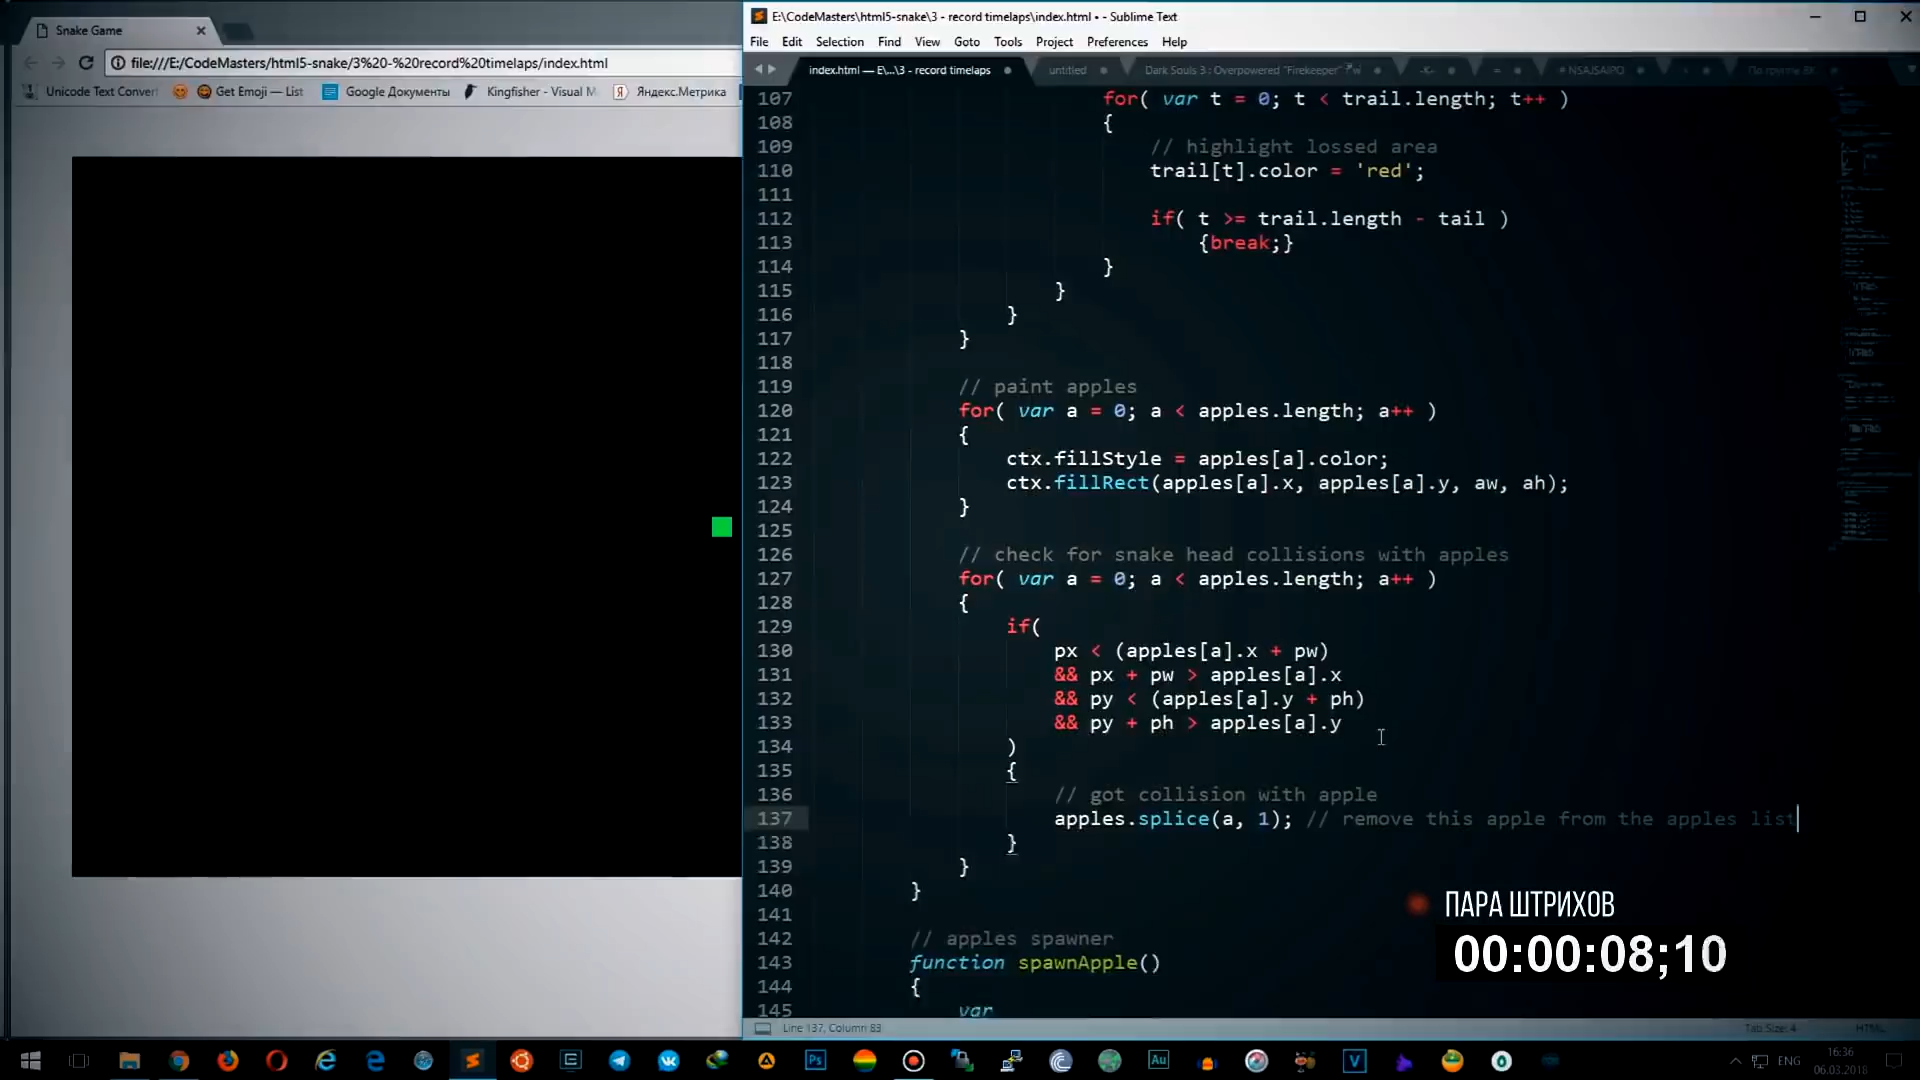 Snake Game
file:///E:/CodeMasters/html5-snake/3%20-%20record%20timelaps/index.html
Unicode Text Convert
Get Emoji — List
Google Документы
Kingfisher - Visual M
Яндекс.Метрика
E:\CodeMasters\html5-snake\3 - record timelaps\index.html • - Sublime Text
File Edit Selection Find View Goto Tools Project Preferences Help
index.html — E\...\3 - record timelaps
untitled
Dark Souls 3 : Overpowered "Firekeeper"
# NSAJSAIPO
107 for( var t = 0; t < trail.length; t++ )
108 {
109 // highlight lossed area
110 trail[t].color = 'red';
111
112 if( t >= trail.length - tail )
113 {break;}
114 }
115 }
116 }
117 }
118
119 // paint apples
120 for( var a = 0; a < apples.length; a++ )
121 {
122 ctx.fillStyle = apples[a].color;
123 ctx.fillRect(apples[a].x, apples[a].y, aw, ah);
124 }
125
126 // check for snake head collisions with apples
127 for( var a = 0; a < apples.length; a++ )
128 {
129 if(
130 px < (apples[a].x + pw)
131 && px + pw > apples[a].x
132 && py < (apples[a].y + ph)
133 && py + ph > apples[a].y
134 )
135 {
136 // got collision with apple
137 apples.splice(a, 1); // remove this apple from the apples list
138 }
139 }
140 }
141
142 // apples spawner
143 function spawnApple()
144 {
145 var
ПАРА ШТРИХОВ
00:00:08;10
Line 137, Column 83
Tab Size: 4
HTML
ENG
16:36
06.03.2018